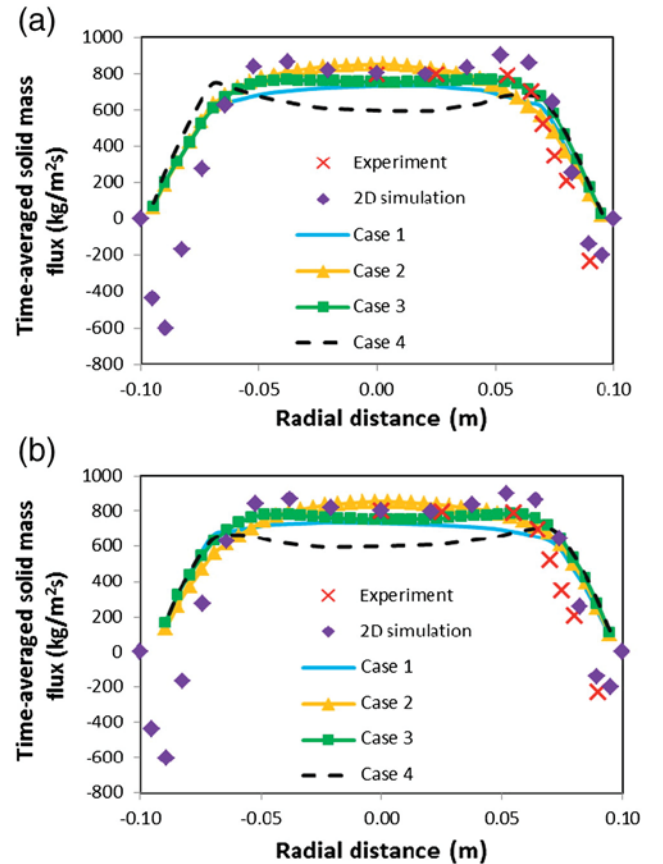 (a)
Time-averaged solid mass
flux (kg/m²s)
1000
800
600
400
200
0
-200
-400
-600
-800
Experiment
2D simulation
Case 1
Case 2
Case 3
Case 4
-0.10
-0.05
0.00
0.05
0.10
Radial distance (m)
(b)
Time-averaged solid mass
flux (kg/m²s)
1000
800
600
400
200
0
-200
-400
-600
-800
Experiment
2D simulation
Case 1
Case 2
Case 3
Case 4
-0.10
-0.05
0.00
0.05
0.10
Radial distance (m)